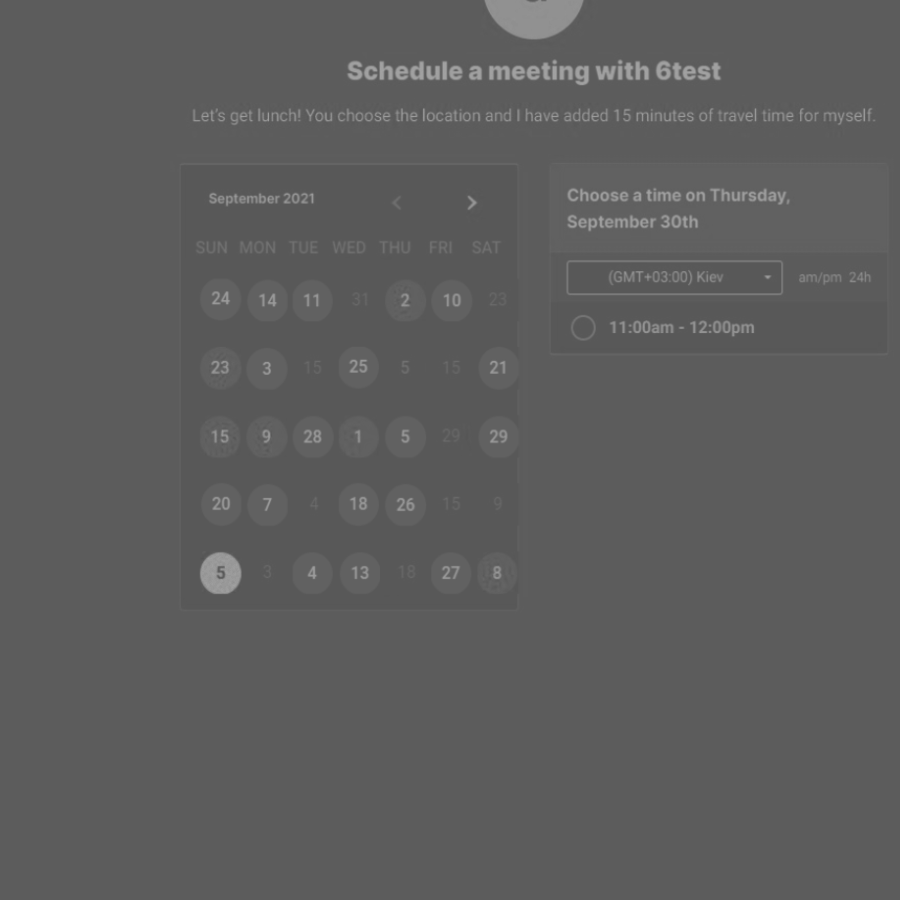 Schedule a meeting with 6test
Let's get lunch! You choose the location and I have added 15 minutes of travel time for myself.
September 2021
SUN MON TUE WED THU FRI SAT
24 14 11 31 2 10 23
23 3 15 25 5 15 21
15 9 28 1 5 29 29
20 7 4 18 26 15 9
5 3 4 13 18 27 8
Choose a time on Thursday,
September 30th
(GMT+03:00) Kiev am/pm 24h
11:00am - 12:00pm